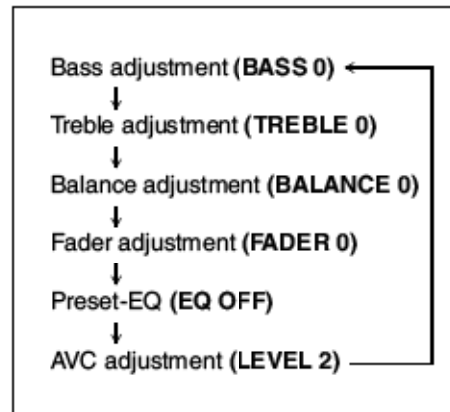 Bass adjustment (BASS 0)
Treble adjustment (TREBLE 0)
Balance adjustment (BALANCE 0)
Fader adjustment (FADER 0)
Preset-EQ (EQ OFF)
AVC adjustment (LEVEL 2)